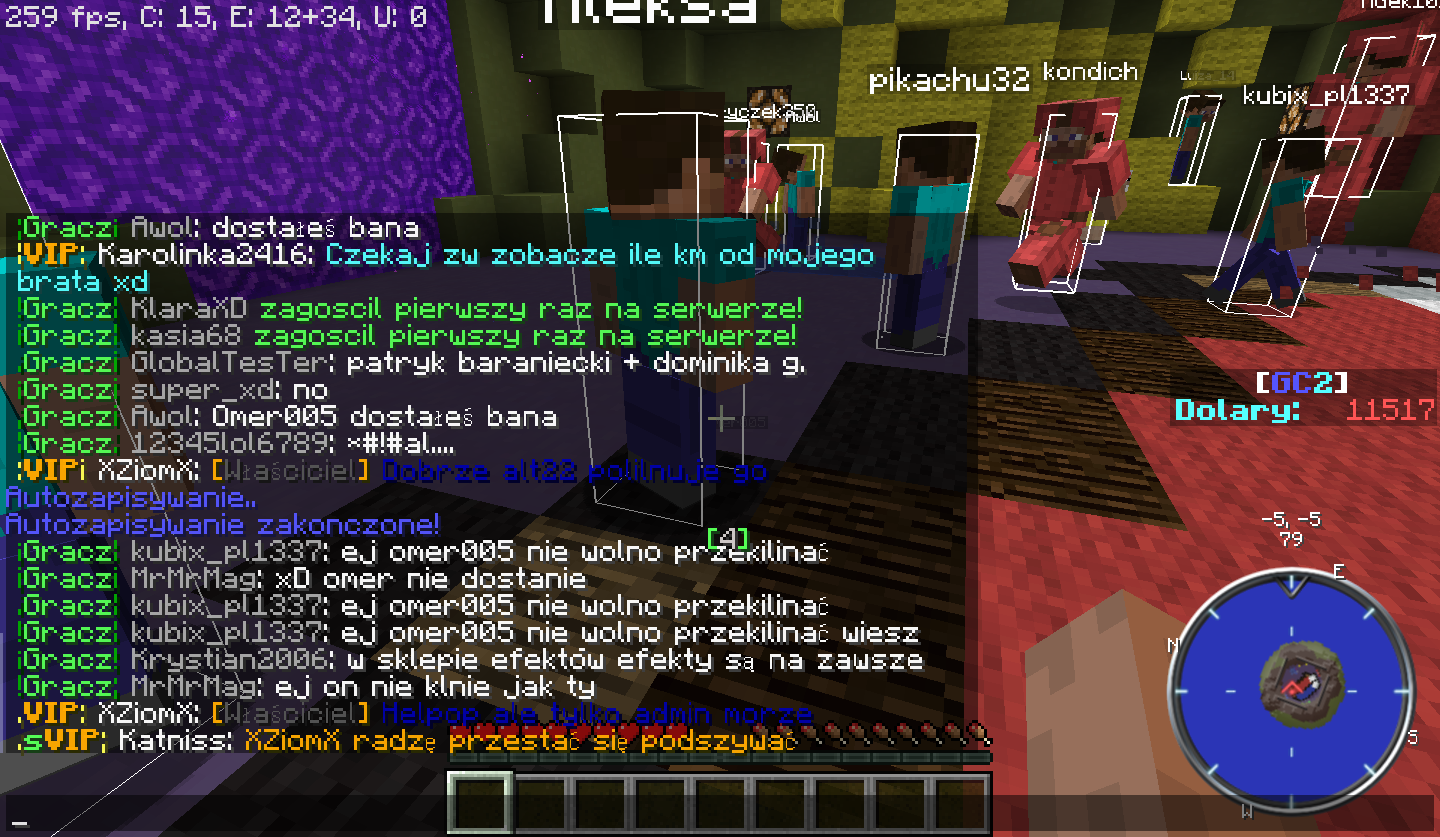 259 fps, C: 15, E: 12+34, U: 0
Aleksa
pikachu32
kondich
kubix_pl1337
Awol
Gracz Awol: dostałeś bana
VIP: Karolinka2416: Czekaj zw zobacze ile km od mojego
brata xd
Gracz KlaraXD zagoscil pierwszy raz na serwerze!
Gracz kasia68 zagoscil pierwszy raz na serwerze!
Gracz GlobalTesTer: patryk baraniecki + dominika g.
Gracz super_xd: no
Gracz Awol: Omer005 dostałeś bana
Gracz 12345lol6789: *#!#al....
VIP XZiomX: [Właściciel] Dobrze alt22 polilnuje go
Autozapisywanie..
Autozapisywanie zakonczone!
[4]
Gracz kubix_pl1337: ej omer005 nie wolno przekilinać
Gracz MrMrMag: xD omer nie dostanie
Gracz kubix_pl1337: ej omer005 nie wolno przekilinać
Gracz kubix_pl1337: ej omer005 nie wolno przekilinać wiesz
Gracz Krystian2006: w sklepie efektów efekty są na zawsze
Gracz MrMrMag: ej on nie klnie jak ty
.VIP: XZiomX: [Właściciel] Helpop ale tylko admin morze
.sVIP: Katniss: XZiomX radzę przestać się podszywać
[GC2]
Dolary: 11517
-5, -5
79
E
N
S
W
_